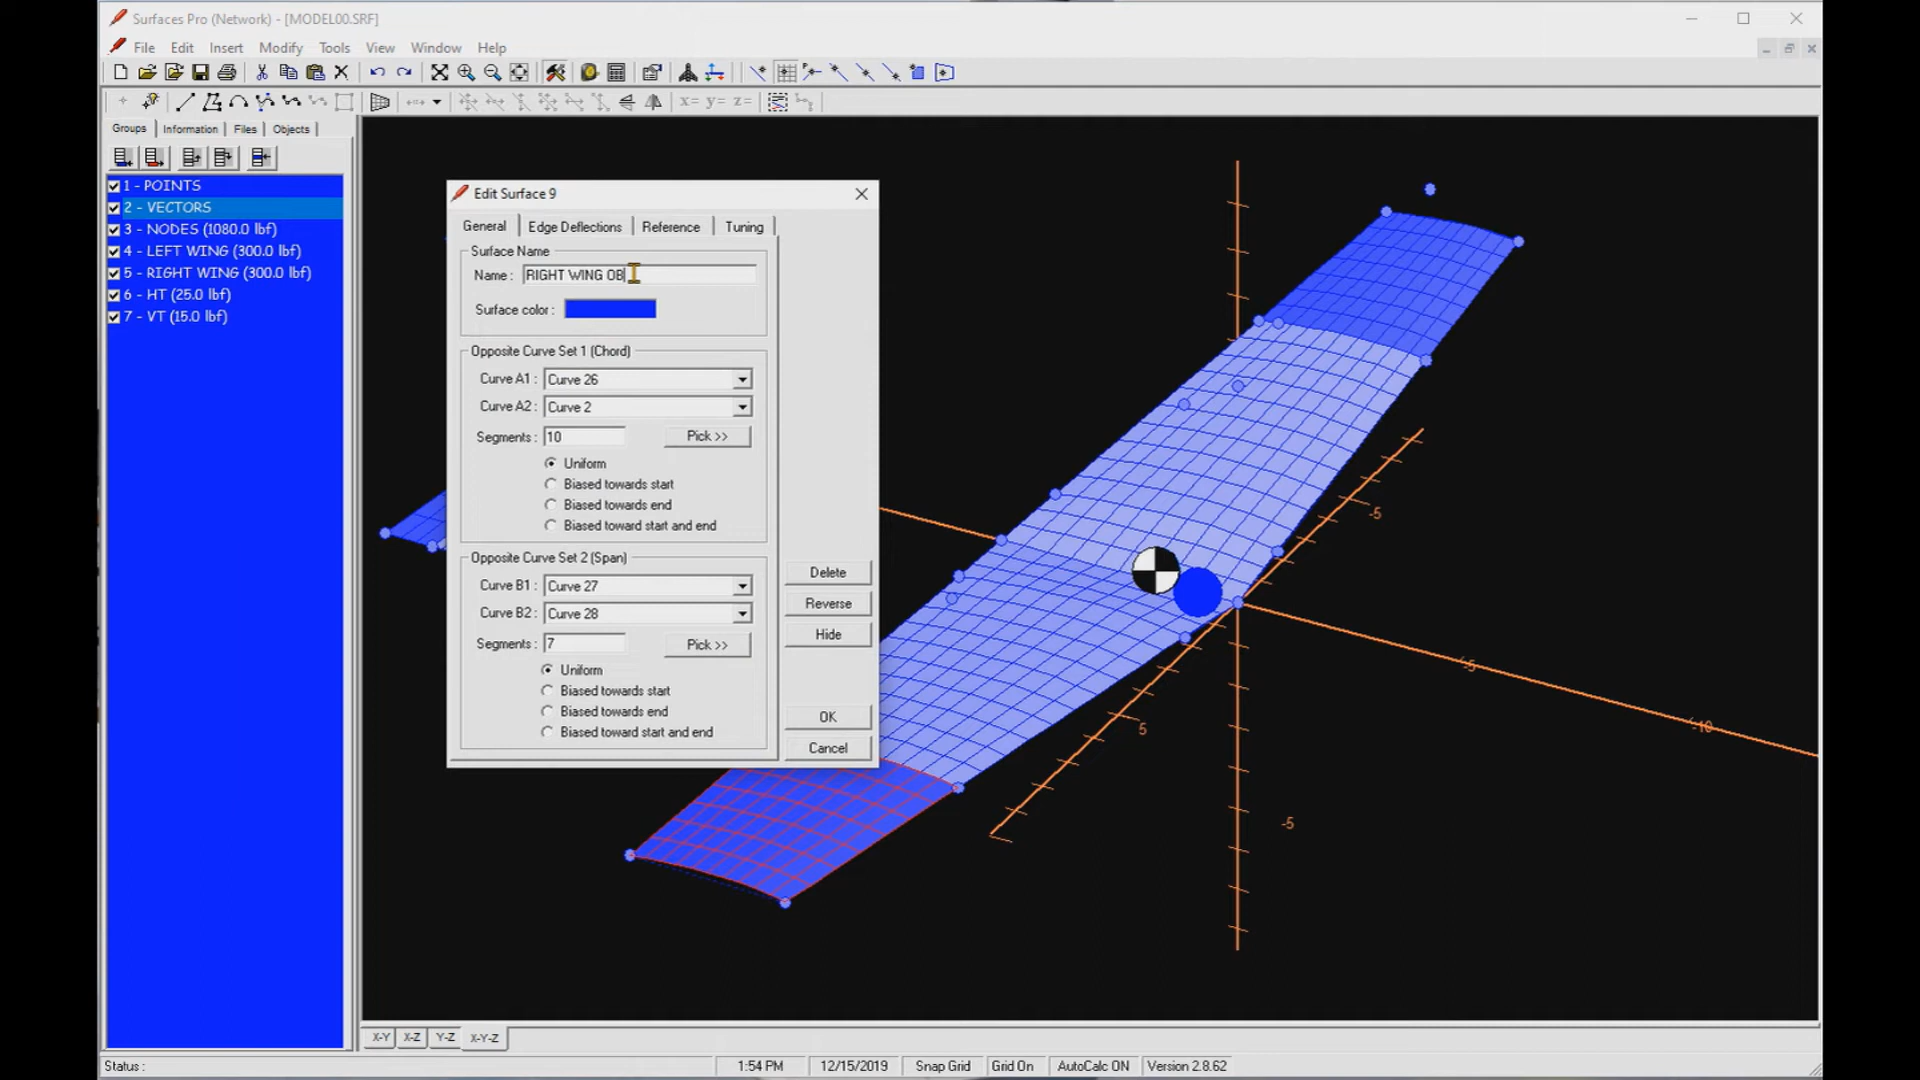 Surfaces Pro (Network) - [MODEL00.SRF]
File Edit Insert Modify Tools View Window Help
x= y= z=
Groups Information Files Objects
1 - POINTS
2 - VECTORS
3 - NODES (1080.0 lbf)
4 - LEFT WING (300.0 lbf)
5 - RIGHT WING (300.0 lbf)
6 - HT (25.0 lbf)
7 - VT (15.0 lbf)
Edit Surface 9
General Edge Deflections Reference Tuning
Surface Name
Name : RIGHT WING OB
Surface color :
Opposite Curve Set 1 (Chord)
Curve A1 : Curve 26
Curve A2 : Curve 2
Segments : 10 Pick >>
Uniform
Biased towards start
Biased towards end
Biased toward start and end
Opposite Curve Set 2 (Span)
Curve B1 : Curve 27
Curve B2 : Curve 28
Segments : 7 Pick >>
Uniform
Biased towards start
Biased towards end
Biased toward start and end
Delete
Reverse
Hide
OK
Cancel
-5
-5
-10
5
-5
X-Y X-Z Y-Z X-Y-Z
Status : 1:54 PM 12/15/2019 Snap Grid Grid On AutoCalc ON Version 2.8.62